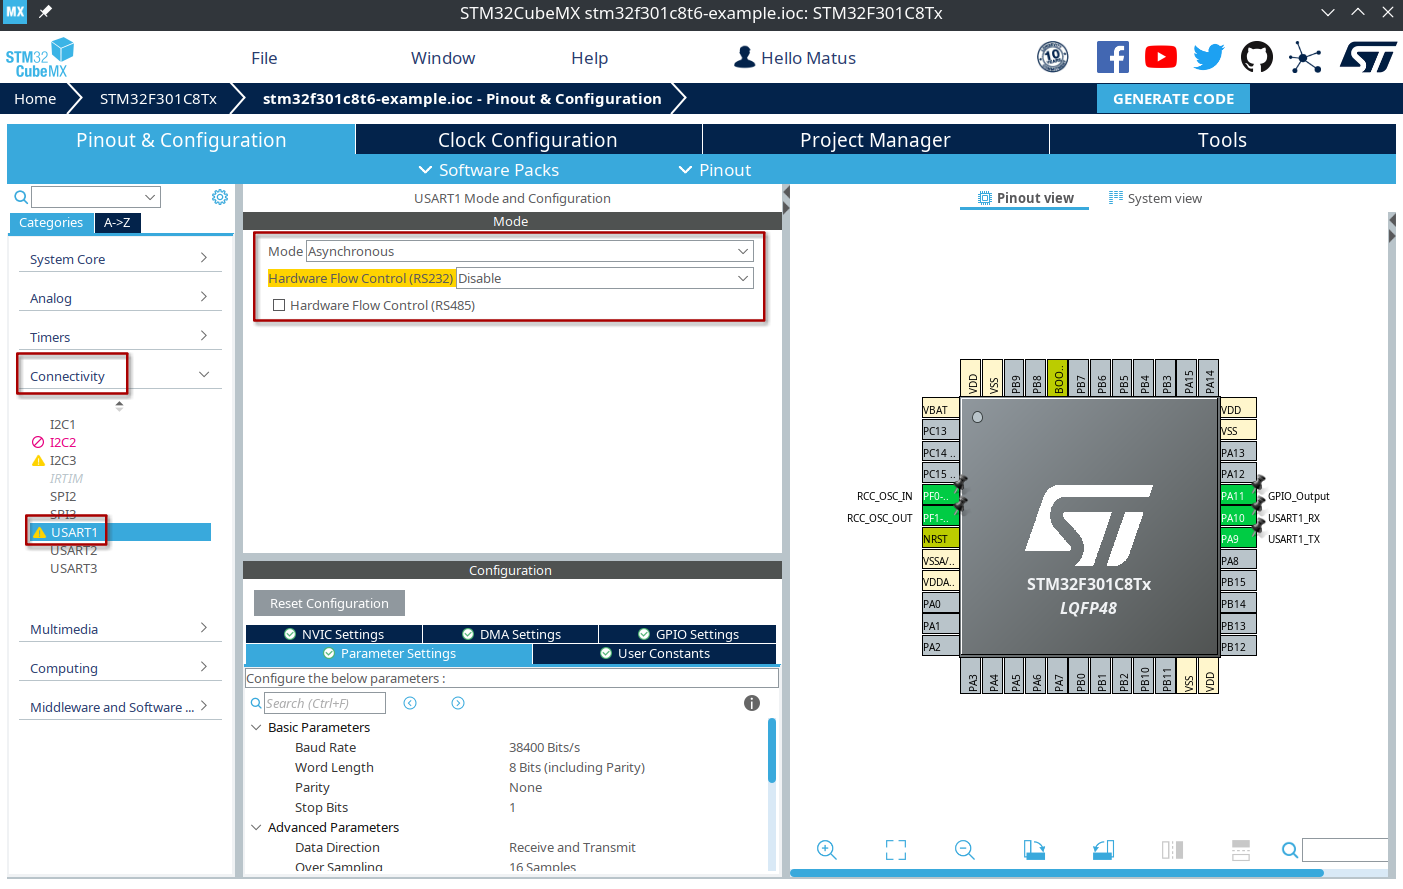 MX
STM32CubeMX stm32f301c8t6-example.ioc: STM32F301C8Tx
STM32
CubeMX
File
Window
Help
Hello Matus
10
ST
Home
STM32F301C8Tx
stm32f301c8t6-example.ioc - Pinout & Configuration
GENERATE CODE
Pinout & Configuration
Clock Configuration
Project Manager
Tools
Software Packs
Pinout
Categories
A->Z
System Core
Analog
Timers
Connectivity
I2C1
I2C2
I2C3
IRTIM
SPI2
SPI3
USART1
USART2
USART3
Multimedia
Computing
Middleware and Software ...
USART1 Mode and Configuration
Mode
Mode Asynchronous
Hardware Flow Control (RS232) Disable
Hardware Flow Control (RS485)
Configuration
Reset Configuration
NVIC Settings
DMA Settings
GPIO Settings
Parameter Settings
User Constants
Configure the below parameters :
Search (Ctrl+F)
Basic Parameters
Baud Rate 38400 Bits/s
Word Length 8 Bits (including Parity)
Parity None
Stop Bits 1
Advanced Parameters
Data Direction Receive and Transmit
Over Sampling 16 Samples
Pinout view
System view
VDD
VSS
PB9
PB8
BOO..
PB7
PB6
PB5
PB4
PB3
PA15
PA14
VBAT
PC13
PC14 ..
PC15 ..
RCC_OSC_IN PF0-..
RCC_OSC_OUT PF1-..
NRST
VSSA/..
VDDA..
PA0
PA1
PA2
ST
STM32F301C8Tx
LQFP48
VDD
VSS
PA13
PA12
PA11 GPIO_Output
PA10 USART1_RX
PA9 USART1_TX
PA8
PB15
PB14
PB13
PB12
PA3
PA4
PA5
PA6
PA7
PB0
PB1
PB2
PB10
PB11
VSS
VDD